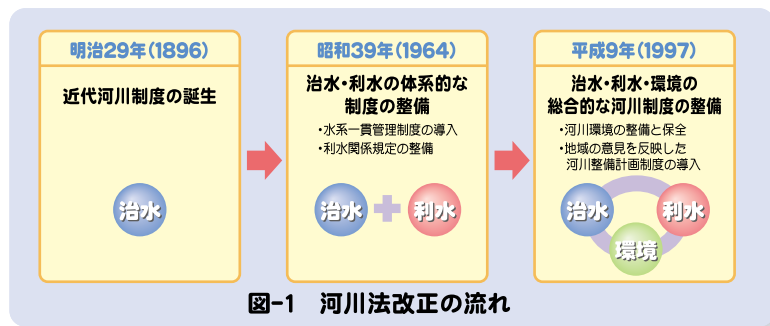 明治29年(1896)
近代河川制度の誕生
治水
昭和39年(1964)
治水・利水の体系的な
制度の整備
・水系一貫管理制度の導入
・利水関係規定の整備
治水
利水
平成9年(1997)
治水・利水・環境の
総合的な河川制度の整備
・河川環境の整備と保全
・地域の意見を反映した
河川整備計画制度の導入
治水
利水
環境
図-1 河川法改正の流れ